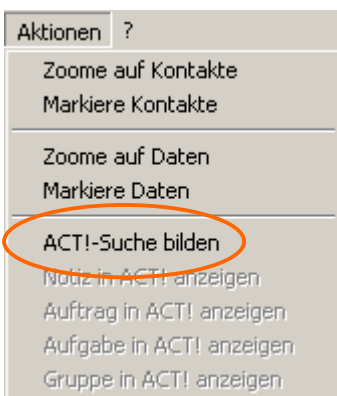 Aktionen ?
Zoome auf Kontakte
Markiere Kontakte
Zoome auf Daten
Markiere Daten
ACT!-Suche bilden
Notiz in ACT! anzeigen
Auftrag in ACT! anzeigen
Aufgabe in ACT! anzeigen
Gruppe in ACT! anzeigen